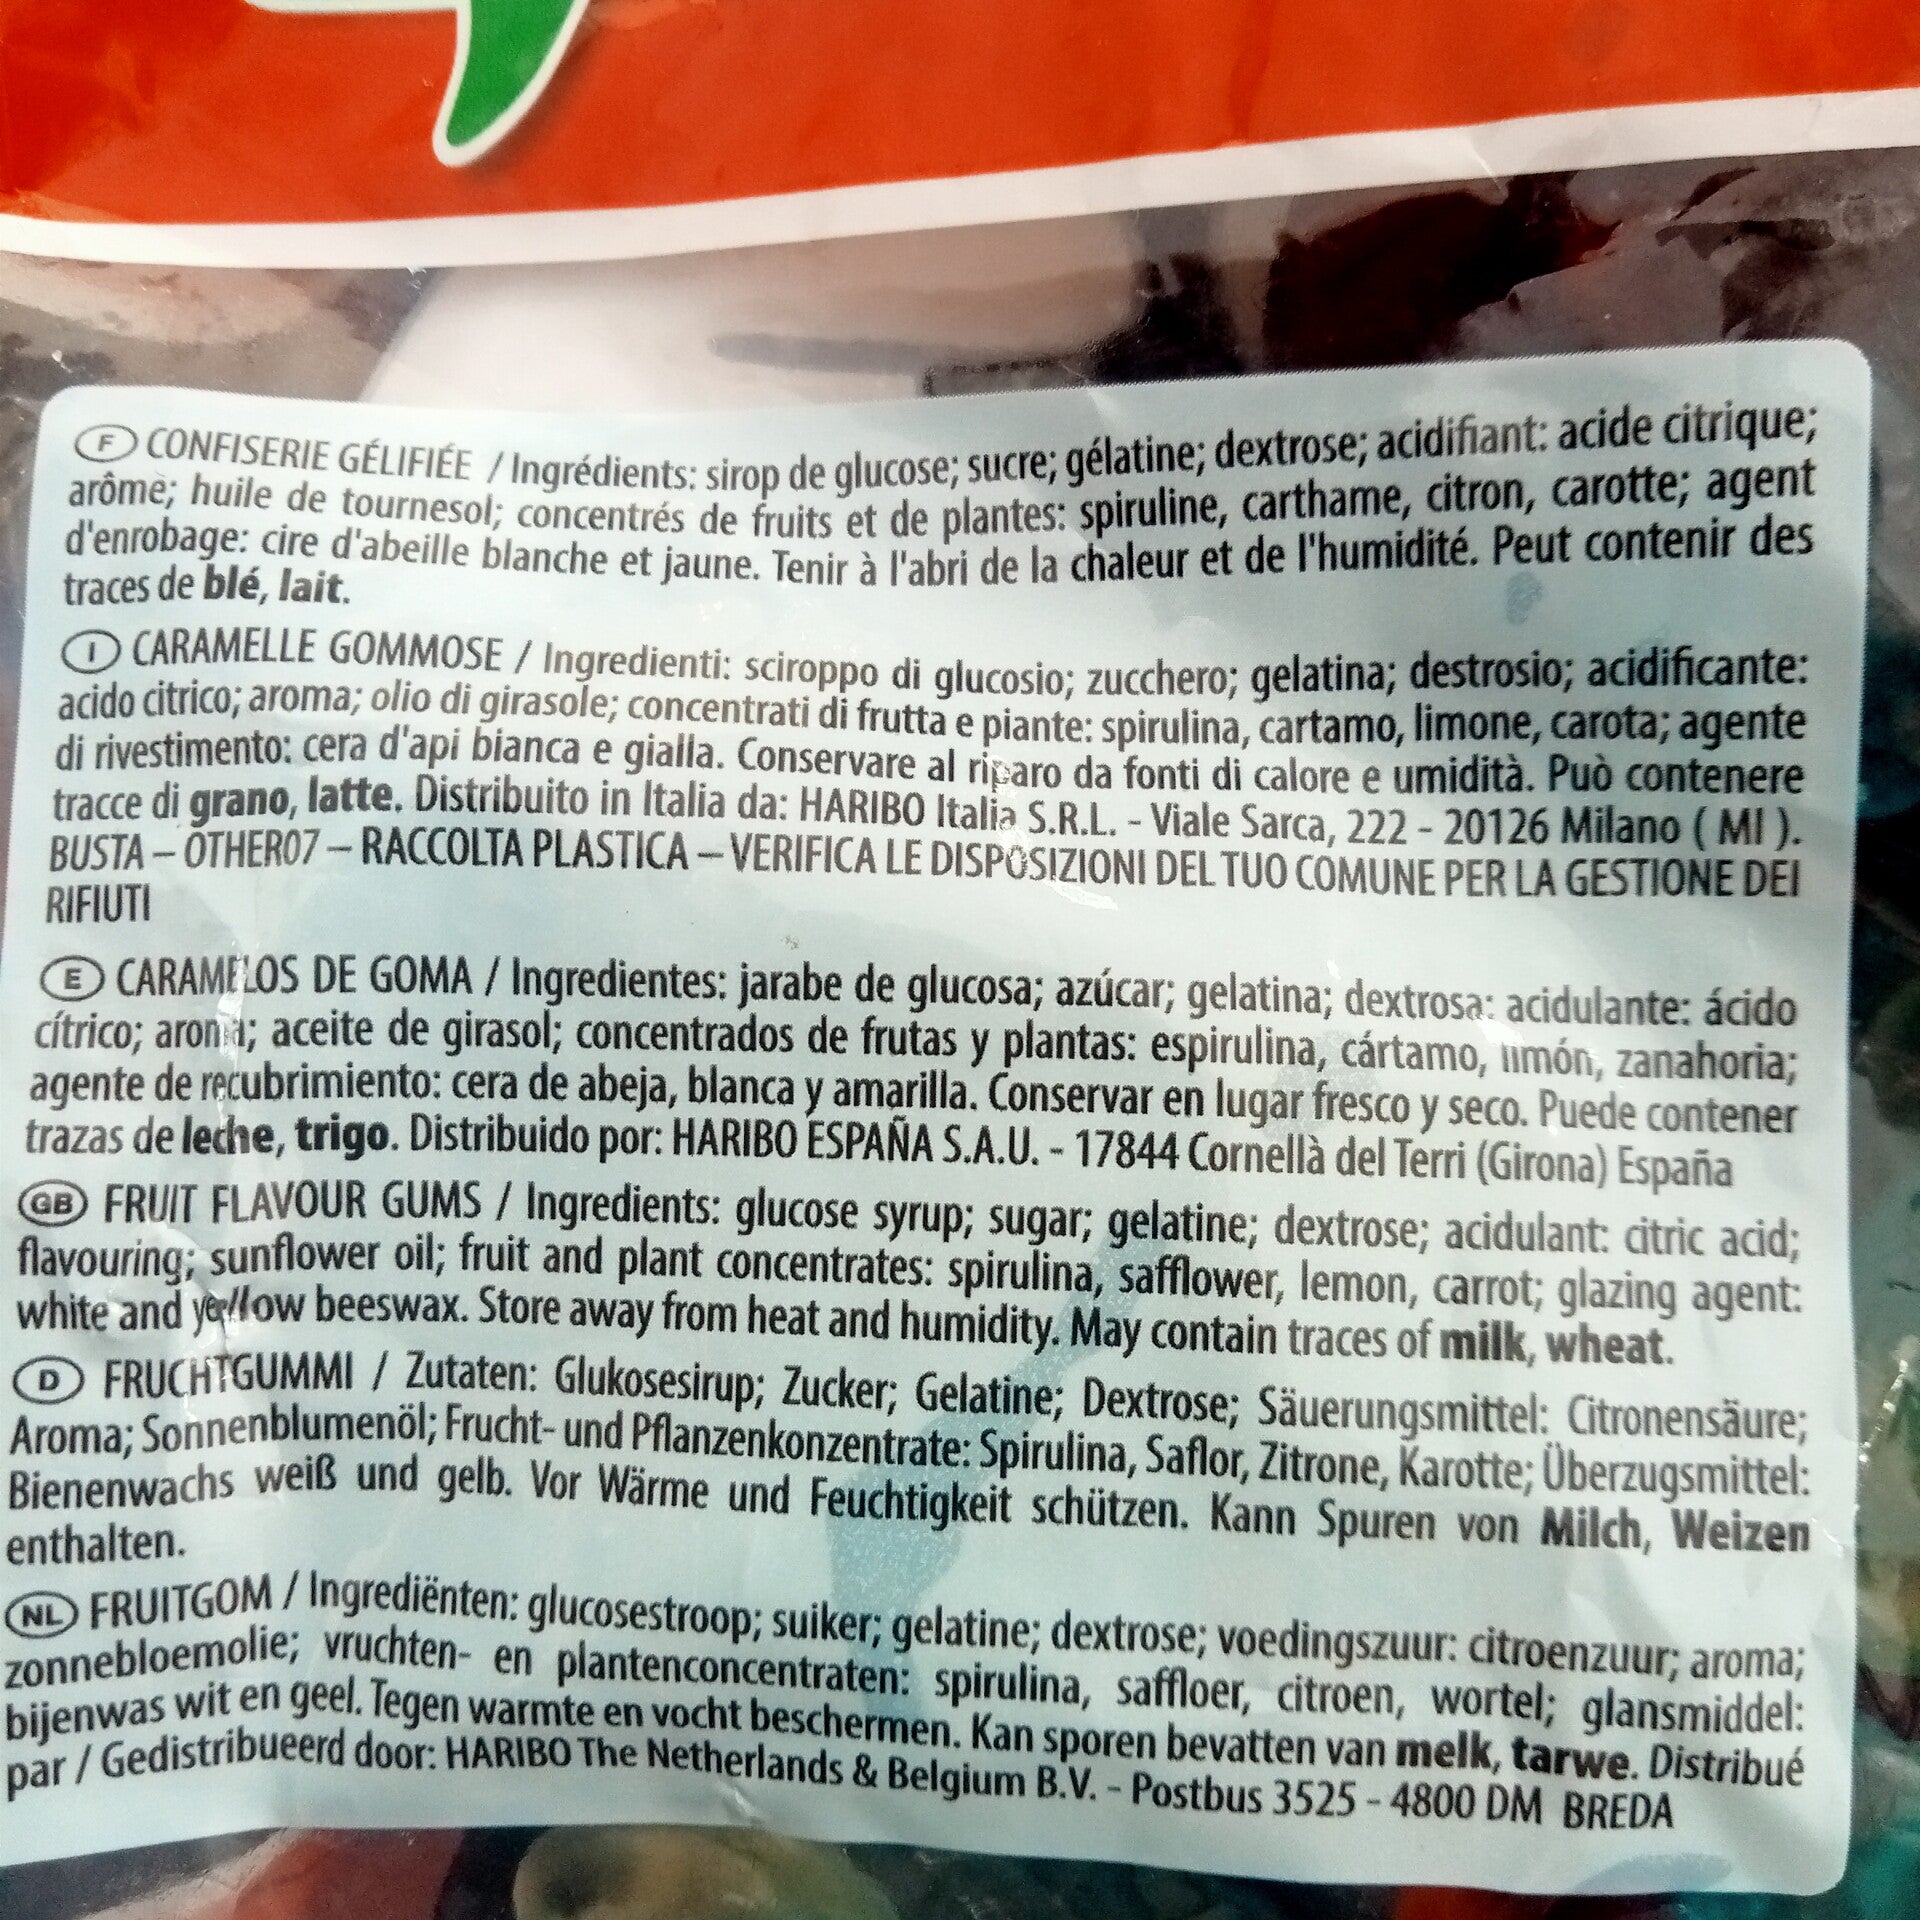 F CONFISERIE GÉLIFIÉE / Ingrédients: sirop de glucose; sucre; gélatine; dextrose; acidifiant: acide citrique;
arôme; huile de tournesol; concentrés de fruits et de plantes: spiruline, carthame, citron, carotte; agent
d'enrobage: cire d'abeille blanche et jaune. Tenir à l'abri de la chaleur et de l'humidité. Peut contenir des
traces de blé, lait.
I CARAMELLE GOMMOSE / Ingredienti: sciroppo di glucosio; zucchero; gelatina; destrosio; acidificante:
acido citrico; aroma; olio di girasole; concentrati di frutta e piante: spirulina, cartamo, limone, carota; agente
di rivestimento: cera d'api bianca e gialla. Conservare al riparo da fonti di calore e umidità. Può contenere
tracce di grano, latte. Distribuito in Italia da: HARIBO Italia S.R.L. - Viale Sarca, 222 - 20126 Milano ( MI ).
BUSTA – OTHER07 – RACCOLTA PLASTICA – VERIFICA LE DISPOSIZIONI DEL TUO COMUNE PER LA GESTIONE DEI
RIFIUTI
E CARAMELOS DE GOMA / Ingredientes: jarabe de glucosa; azúcar; gelatina; dextrosa: acidulante: ácido
cítrico; aroma; aceite de girasol; concentrados de frutas y plantas: espirulina, cártamo, limón, zanahoria;
agente de recubrimiento: cera de abeja, blanca y amarilla. Conservar en lugar fresco y seco. Puede contener
trazas de leche, trigo. Distribuido por: HARIBO ESPAÑA S.A.U. - 17844 Cornellà del Terri (Girona) España
GB FRUIT FLAVOUR GUMS / Ingredients: glucose syrup; sugar; gelatine; dextrose; acidulant: citric acid;
flavouring; sunflower oil; fruit and plant concentrates: spirulina, safflower, lemon, carrot; glazing agent:
white and yellow beeswax. Store away from heat and humidity. May contain traces of milk, wheat.
D FRUCHTGUMMI / Zutaten: Glukosesirup; Zucker; Gelatine; Dextrose; Säuerungsmittel: Citronensäure;
Aroma; Sonnenblumenöl; Frucht- und Pflanzenkonzentrate: Spirulina, Saflor, Zitrone, Karotte; Überzugsmittel:
Bienenwachs weiß und gelb. Vor Wärme und Feuchtigkeit schützen. Kann Spuren von Milch, Weizen
enthalten.
NL FRUITGOM / Ingrediënten: glucosestroop; suiker; gelatine; dextrose; voedingszuur: citroenzuur; aroma;
zonnebloemolie; vruchten- en plantenconcentraten: spirulina, saffloer, citroen, wortel; glansmiddel:
bijenwas wit en geel. Tegen warmte en vocht beschermen. Kan sporen bevatten van melk, tarwe. Distribué
par / Gedistribueerd door: HARIBO The Netherlands & Belgium B.V. - Postbus 3525 - 4800 DM BREDA